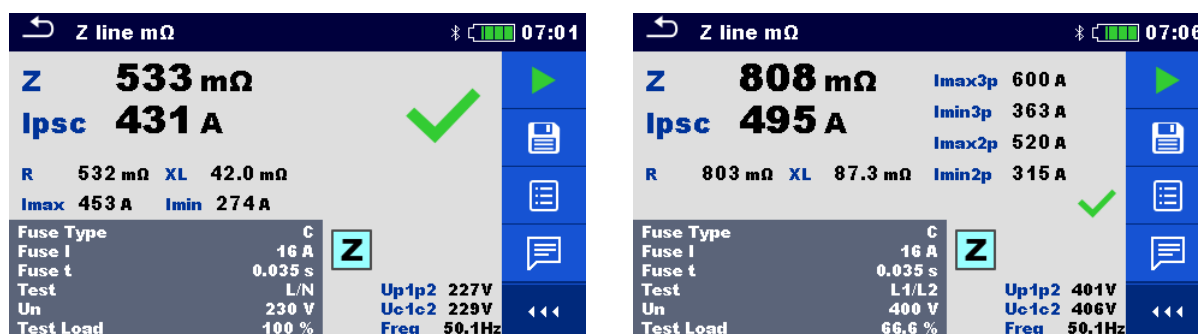 Z line mΩ 07:01
Z 533 mΩ
Ipsc 431 A
R 532 mΩ XL 42.0 mΩ
Imax 453 A Imin 274 A
Fuse Type C
Fuse I 16 A
Fuse t 0.035 s
Test L/N
Un 230 V
Test Load 100 %
Z
Up1p2 227V
Uc1c2 229V
Freq 50.1Hz
Z line mΩ 07:06
Z 808 mΩ
Ipsc 495 A
Imax3p 600 A
Imin3p 363 A
Imax2p 520 A
Imin2p 315 A
R 803 mΩ XL 87.3 mΩ
Fuse Type C
Fuse I 16 A
Fuse t 0.035 s
Test L1/L2
Un 400 V
Test Load 66.6 %
Z
Up1p2 401V
Uc1c2 406V
Freq 50.1Hz